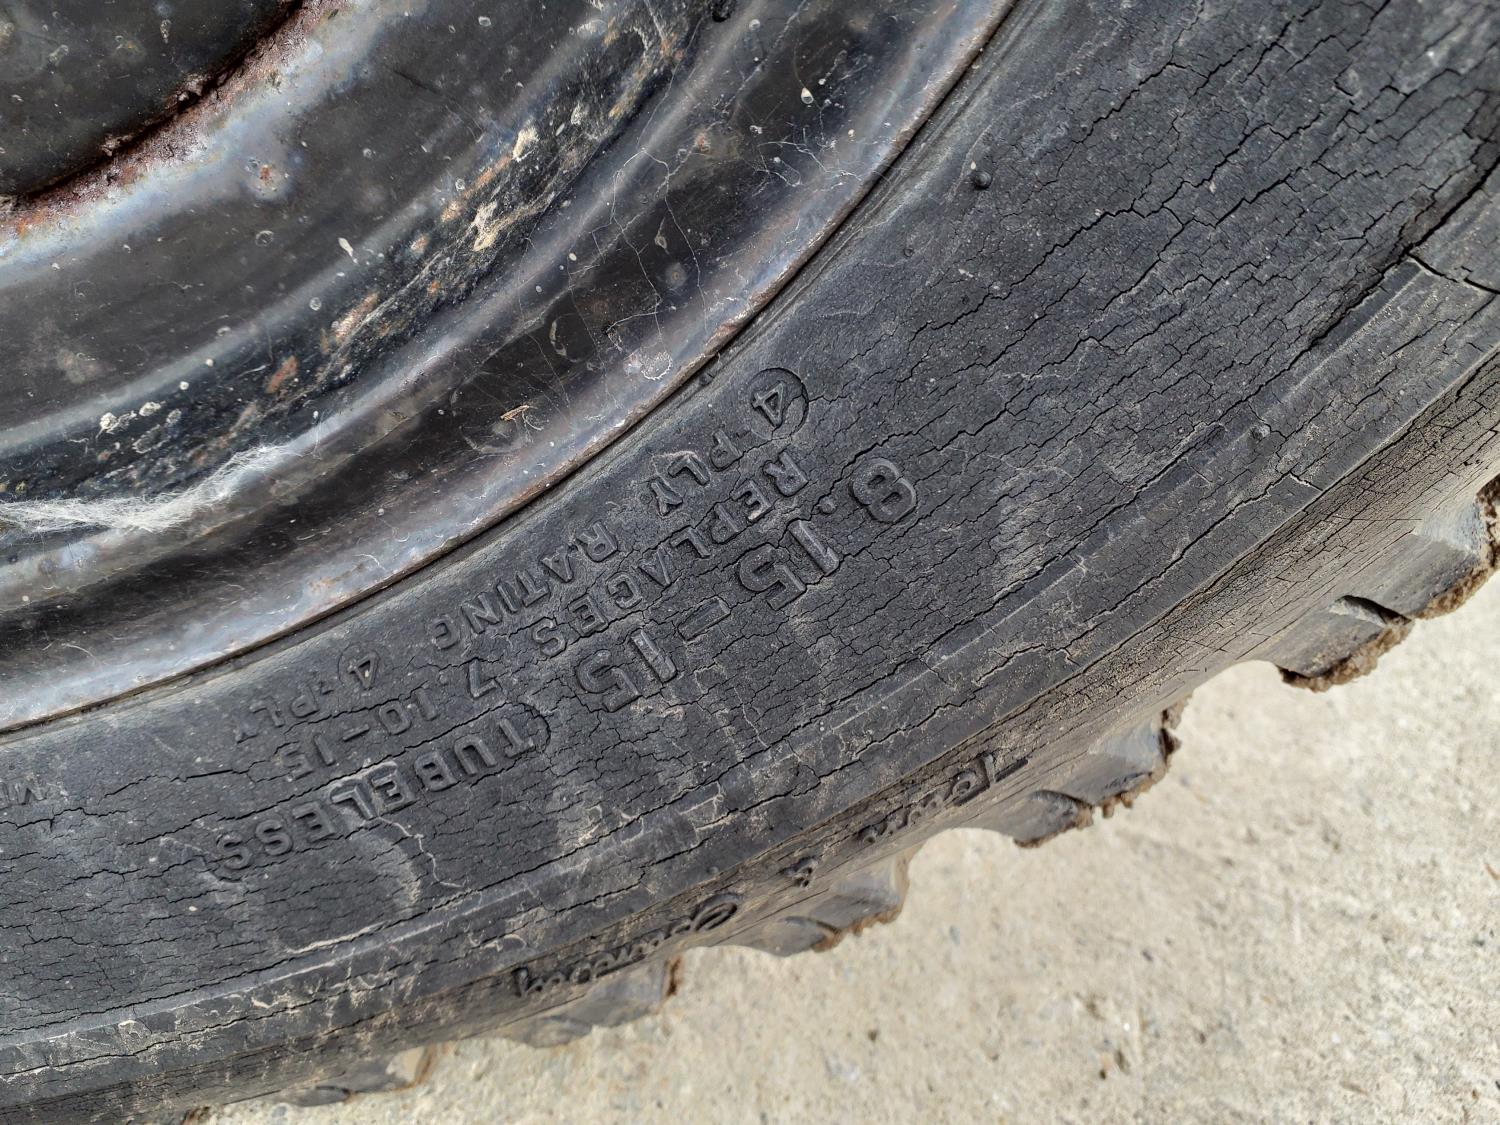 8.15-15 TUBELESS
REPLACES 7.10-15
4-PLY RATING 4-PLY